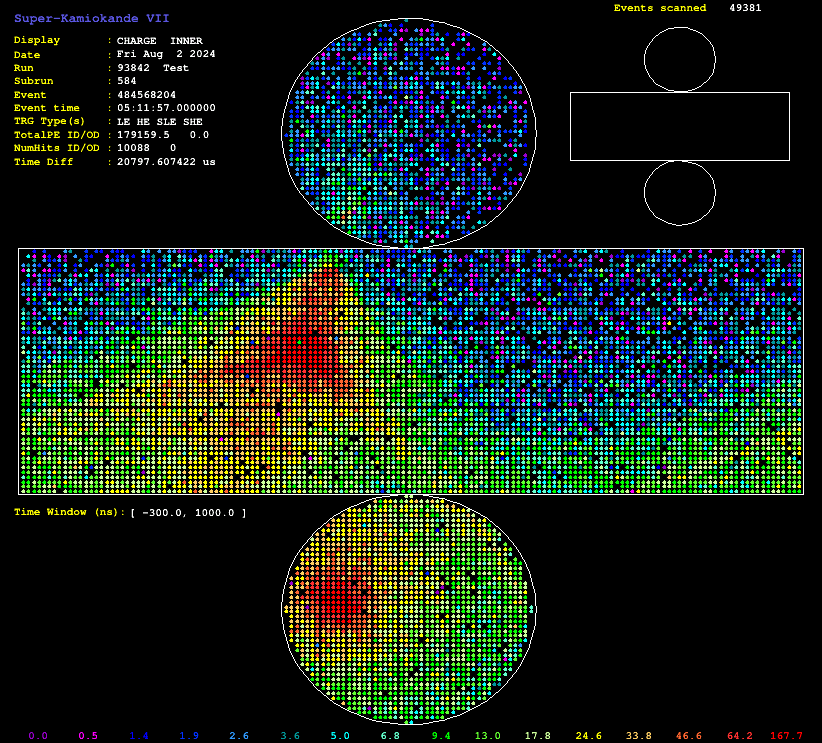 Super-Kamiokande VII
Events scanned 49381
Display : CHARGE INNER
Date : Fri Aug 2 2024
Run : 93842 Test
Subrun : 584
Event : 484568204
Event time : 05:11:57.000000
TRG Type(s) : LE HE SLE SHE
TotalPE ID/OD : 179159.5 0.0
NumHits ID/OD : 10088 0
Time Diff : 20797.607422 us
Time Window (ns): [ -300.0, 1000.0 ]
0.0 0.5 1.4 1.9 2.6 3.6 5.0 6.8 9.4 13.0 17.8 24.6 33.8 46.6 64.2 167.7